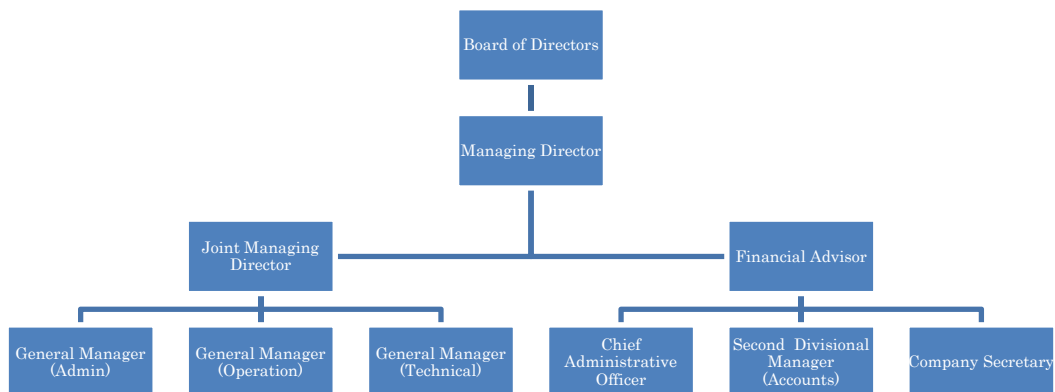 Board of Directors
Managing Director
Joint Managing
Director
Financial Advisor
General Manager
(Admin)
General Manager
(Operation)
General Manager
(Technical)
Chief
Administrative
Officer
Second Divisional
Manager
(Accounts)
Company Secretary